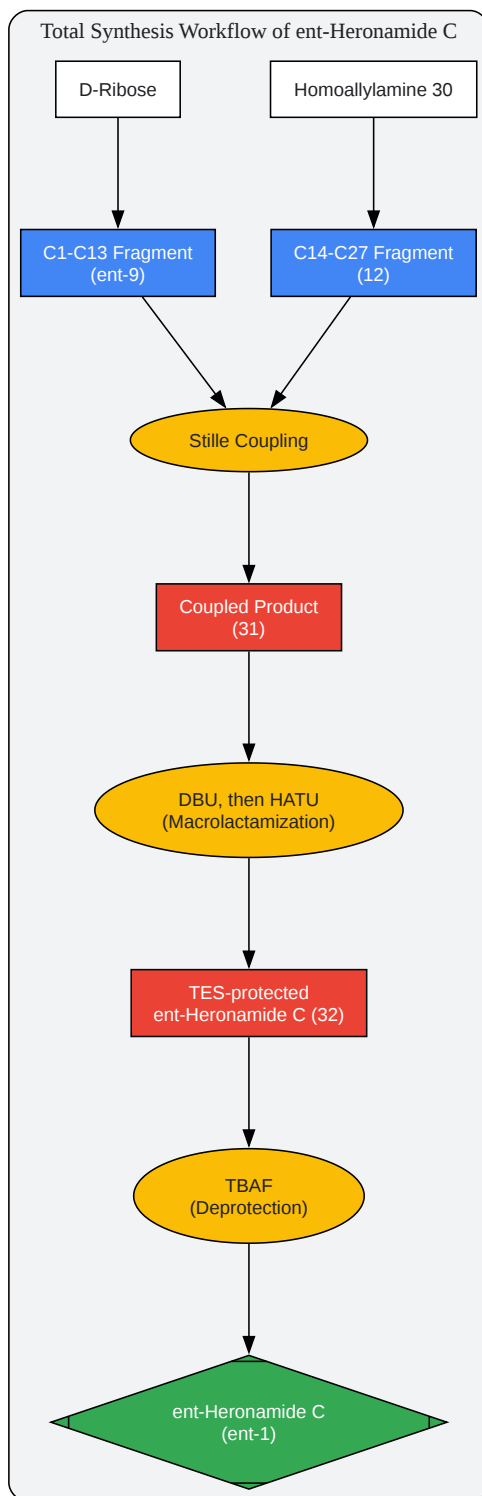 Total Synthesis Workflow of ent-Heronamide C
D-Ribose
Homoallylamine 30
C1-C13 Fragment
(ent-9)
C14-C27 Fragment
(12)
Stille Coupling
Coupled Product
(31)
DBU, then HATU
(Macrolactamization)
TES-protected
ent-Heronamide C (32)
TBAF
(Deprotection)
ent-Heronamide C
(ent-1)